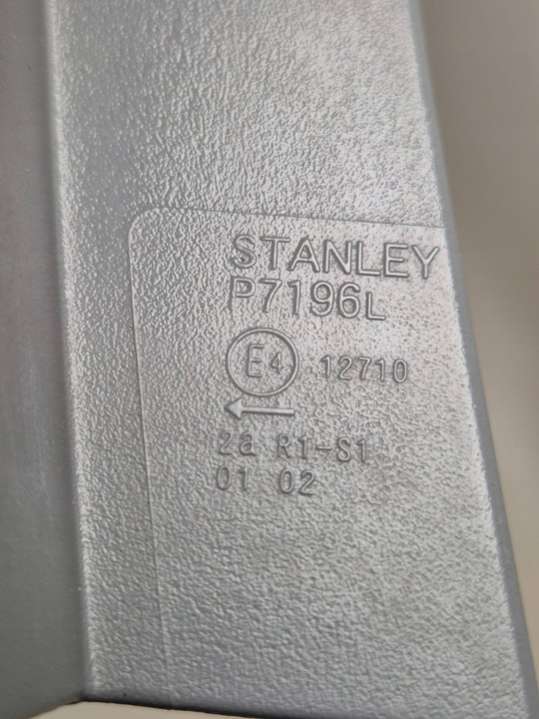 STANLEY
P7196L
E4 12710
←
2a R1-S1
01 02